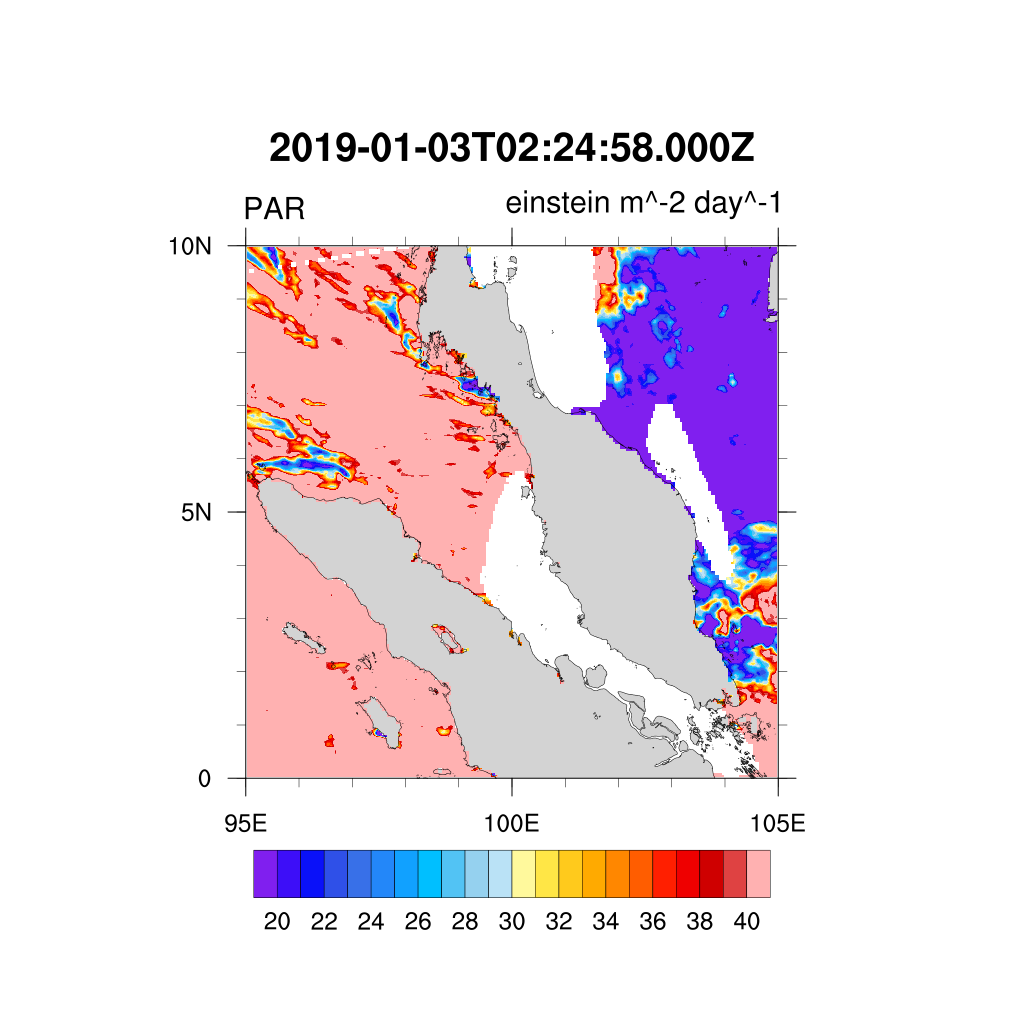 2019-01-03T02:24:58.000Z
PAR einstein m^-2 day^-1
10N
5N
0
95E 100E 105E
20 22 24 26 28 30 32 34 36 38 40